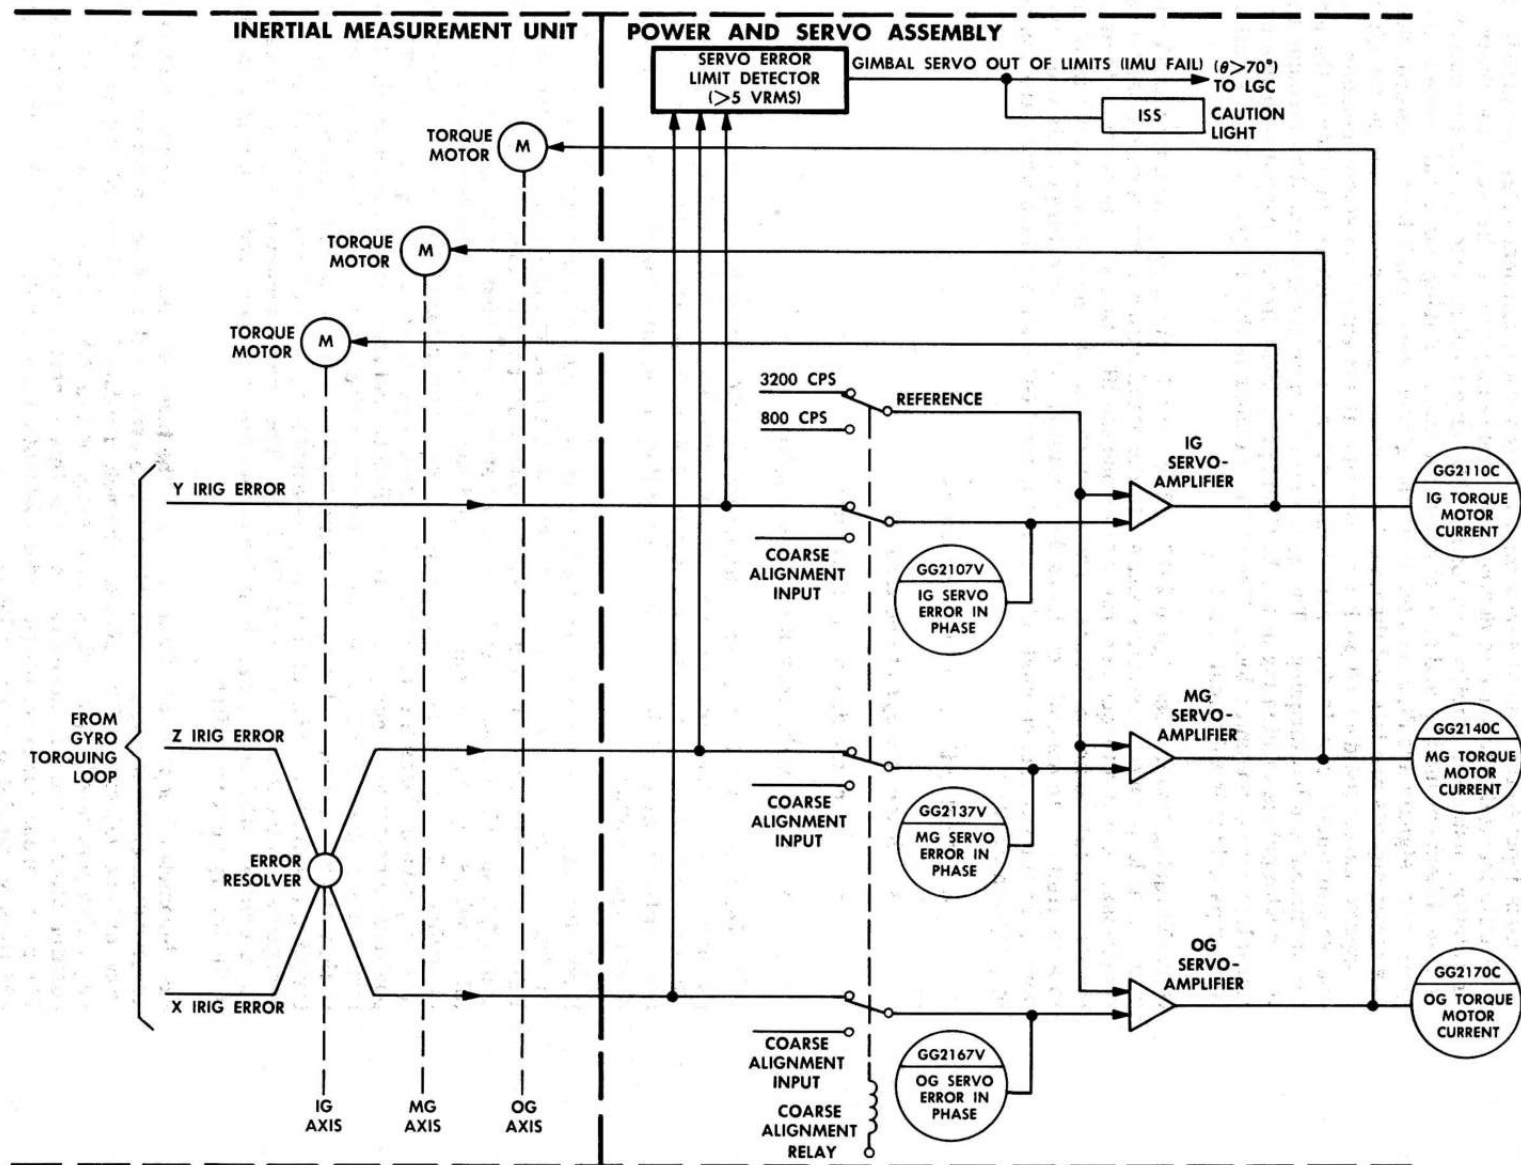 INERTIAL MEASUREMENT UNIT
POWER AND SERVO ASSEMBLY
SERVO ERROR
LIMIT DETECTOR
(>5 VRMS)
GIMBAL SERVO OUT OF LIMITS (IMU FAIL) (θ>70°)
TO LGC
ISS
CAUTION
LIGHT
TORQUE
MOTOR
M
TORQUE
MOTOR
M
TORQUE
MOTOR
M
3200 CPS
REFERENCE
800 CPS
IG
SERVO-
AMPLIFIER
Y IRIG ERROR
GG2110C
IG TORQUE
MOTOR
CURRENT
COARSE
ALIGNMENT
INPUT
GG2107V
IG SERVO
ERROR IN
PHASE
FROM
GYRO
TORQUING
LOOP
Z IRIG ERROR
MG
SERVO-
AMPLIFIER
GG2140C
MG TORQUE
MOTOR
CURRENT
COARSE
ALIGNMENT
INPUT
GG2137V
MG SERVO
ERROR IN
PHASE
ERROR
RESOLVER
X IRIG ERROR
OG
SERVO-
AMPLIFIER
GG2170C
OG TORQUE
MOTOR
CURRENT
COARSE
ALIGNMENT
INPUT
GG2167V
OG SERVO
ERROR IN
PHASE
IG
AXIS
MG
AXIS
OG
AXIS
COARSE
ALIGNMENT
RELAY